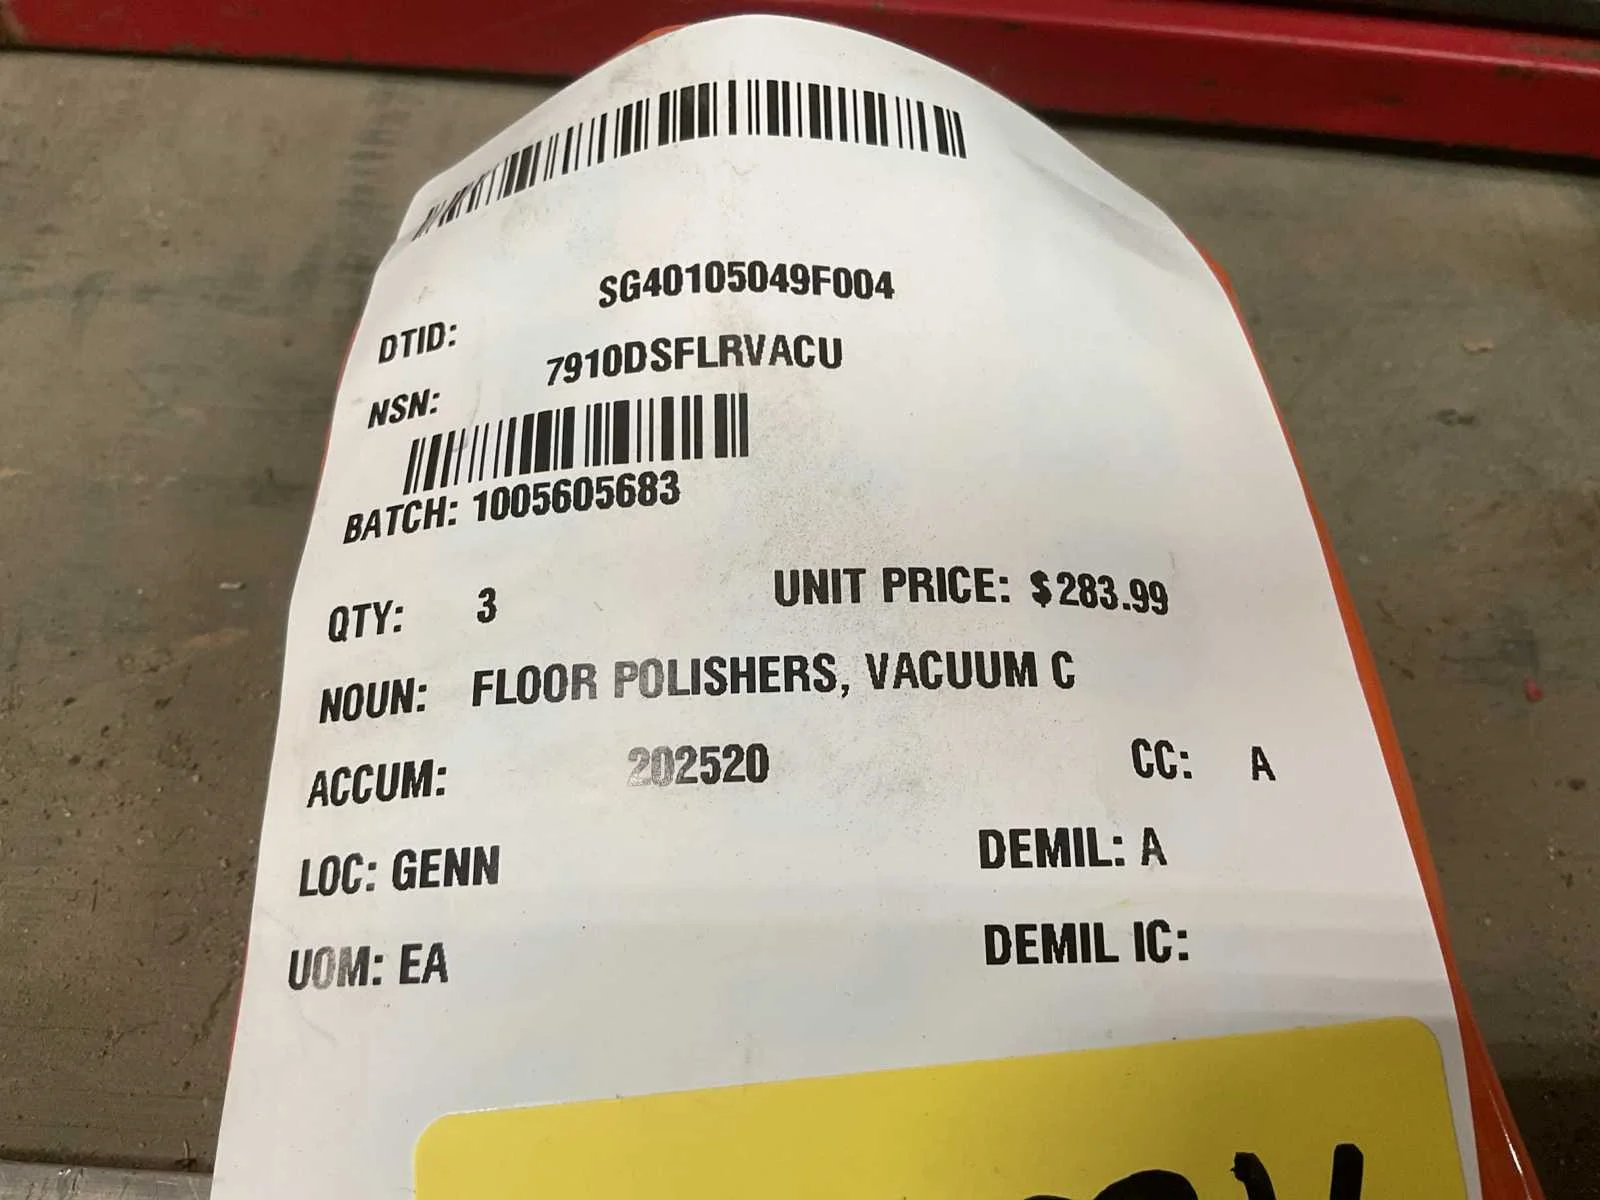 SG40105049F004
DTID:
7910DSFLRVACU
NSN:
BATCH: 1005605683
QTY: 3 UNIT PRICE: $283.99
NOUN: FLOOR POLISHERS, VACUUM C
ACCUM: 202520 CC: A
LOC: GENN DEMIL: A
UOM: EA DEMIL IC: